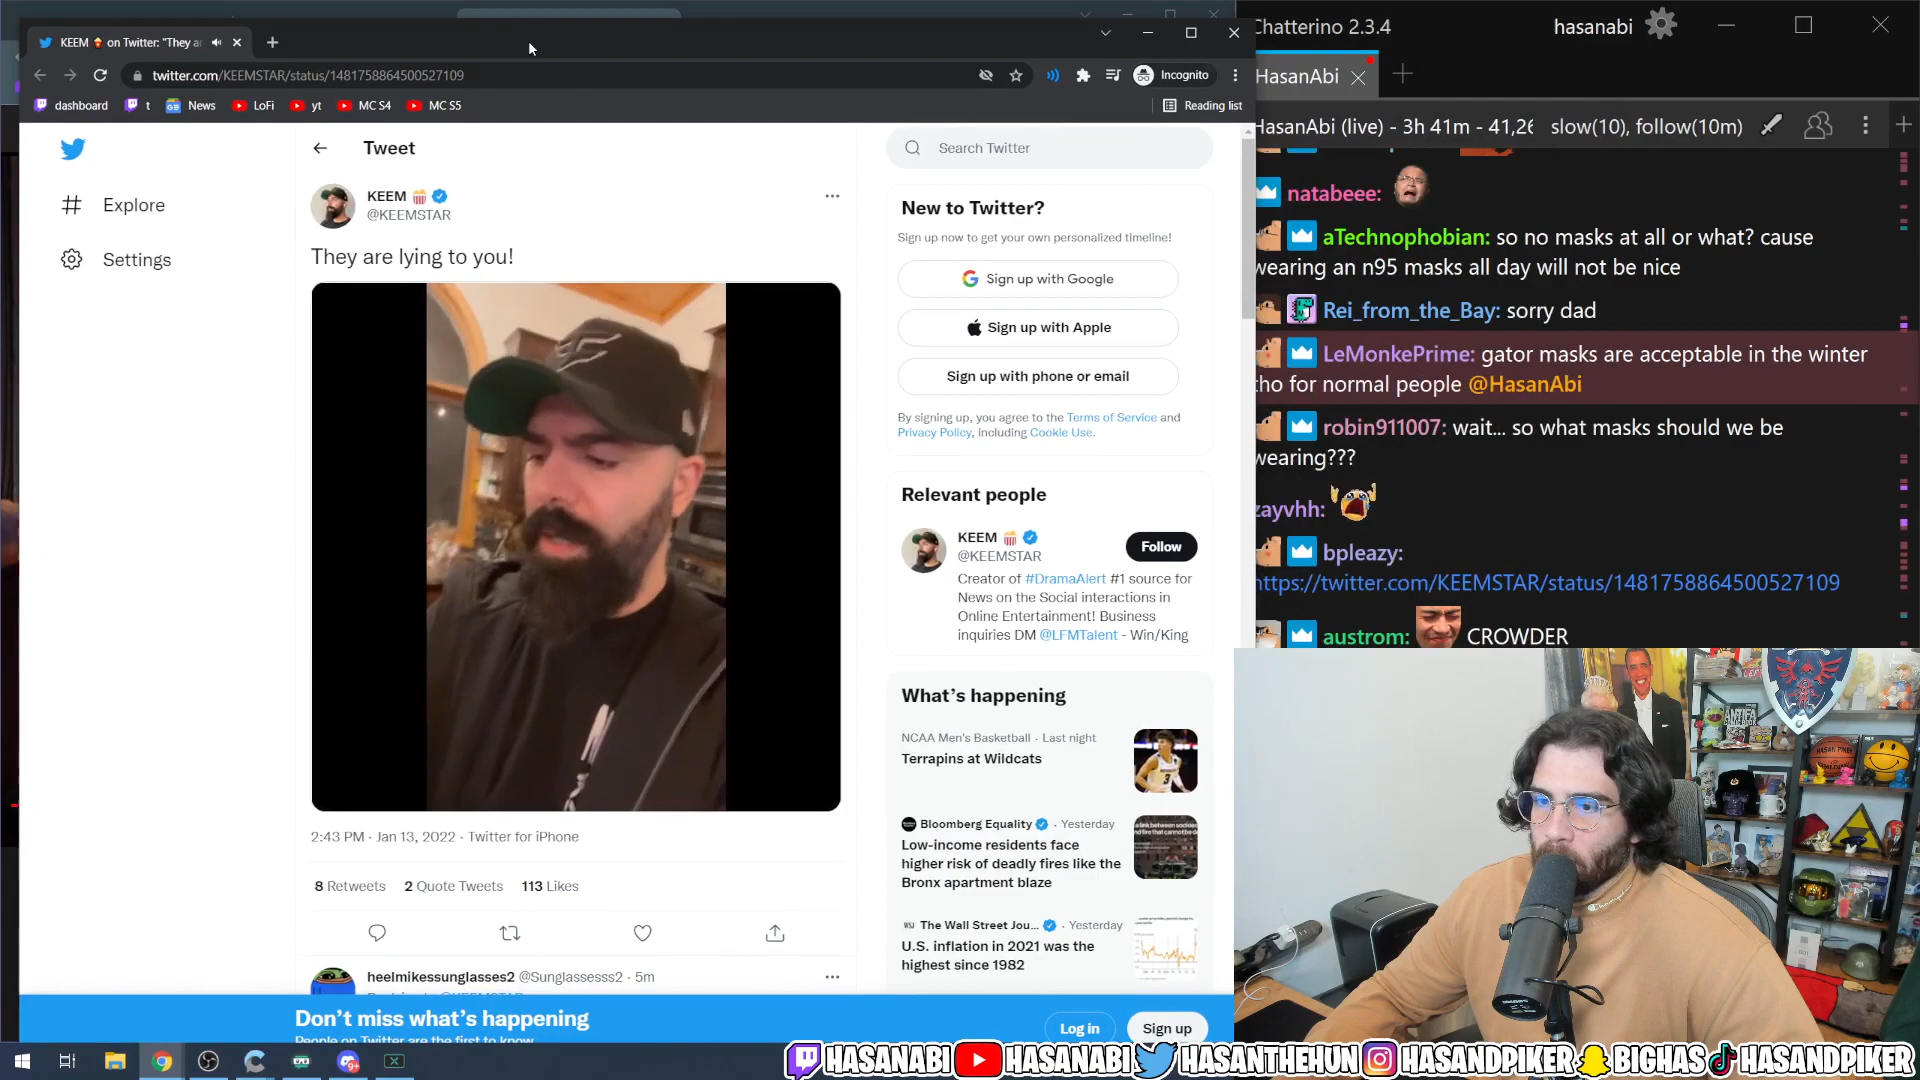 KEEM on Twitter: "They ar
twitter.com/KEEMSTAR/status/1481758864500527109
Incognito
dashboard
t
News
LoFi
yt
MC S4
MC S5
Reading list
Explore
Settings
Tweet
KEEM
@KEEMSTAR
They are lying to you!
2:43 PM · Jan 13, 2022 · Twitter for iPhone
8 Retweets 2 Quote Tweets 113 Likes
heelmikessunglasses2 @Sunglassesss2 · 5m
Search Twitter
New to Twitter?
Sign up now to get your own personalized timeline!
Sign up with Google
Sign up with Apple
Sign up with phone or email
By signing up, you agree to the Terms of Service and
Privacy Policy, including Cookie Use.
Relevant people
KEEM
@KEEMSTAR
Follow
Creator of #DramaAlert #1 source for
News on the Social interactions in
Online Entertainment! Business
inquiries DM @LFMTalent - Win/King
What's happening
NCAA Men's Basketball · Last night
Terrapins at Wildcats
Bloomberg Equality · Yesterday
Low-income residents face
higher risk of deadly fires like the
Bronx apartment blaze
WSJ The Wall Street Jou... · Yesterday
U.S. inflation in 2021 was the
highest since 1982
Don't miss what's happening
People on Twitter are the first to know.
Log in
Sign up
Chatterino 2.3.4
hasanabi
HasanAbi
HasanAbi (live) - 3h 41m - 41,26
slow(10), follow(10m)
natabeee:
aTechnophobian: so no masks at all or what? cause
wearing an n95 masks all day will not be nice
Rei_from_the_Bay: sorry dad
LeMonkePrime: gator masks are acceptable in the winter
tho for normal people @HasanAbi
robin911007: wait... so what masks should we be
wearing???
zayvhh:
bpleazy:
https://twitter.com/KEEMSTAR/status/1481758864500527109
austrom: CROWDER
ANTIFA
HASANABI
HASANABI
HASANTHEHUN
HASANDPIKER
BIGHAS
HASANDPIKER